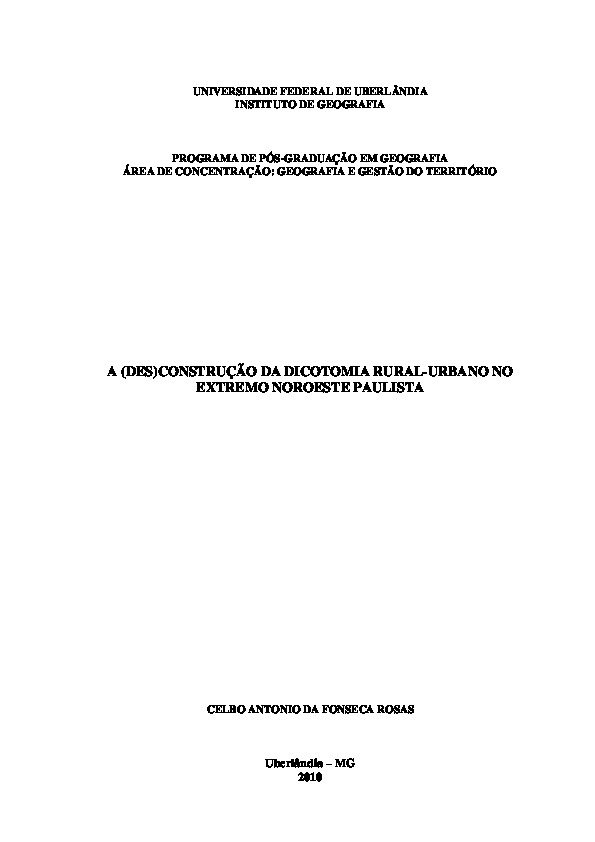 UNIVERSIDADE FEDERAL DE UBERLÂNDIA
INSTITUTO DE GEOGRAFIA
PROGRAMA DE PÓS-GRADUAÇÃO EM GEOGRAFIA
ÁREA DE CONCENTRAÇÃO: GEOGRAFIA E GESTÃO DO TERRITÓRIO
A (DES)CONSTRUÇÃO DA DICOTOMIA RURAL-URBANO NO
EXTREMO NOROESTE PAULISTA
CELBO ANTONIO DA FONSECA ROSAS
Uberlândia – MG
2010